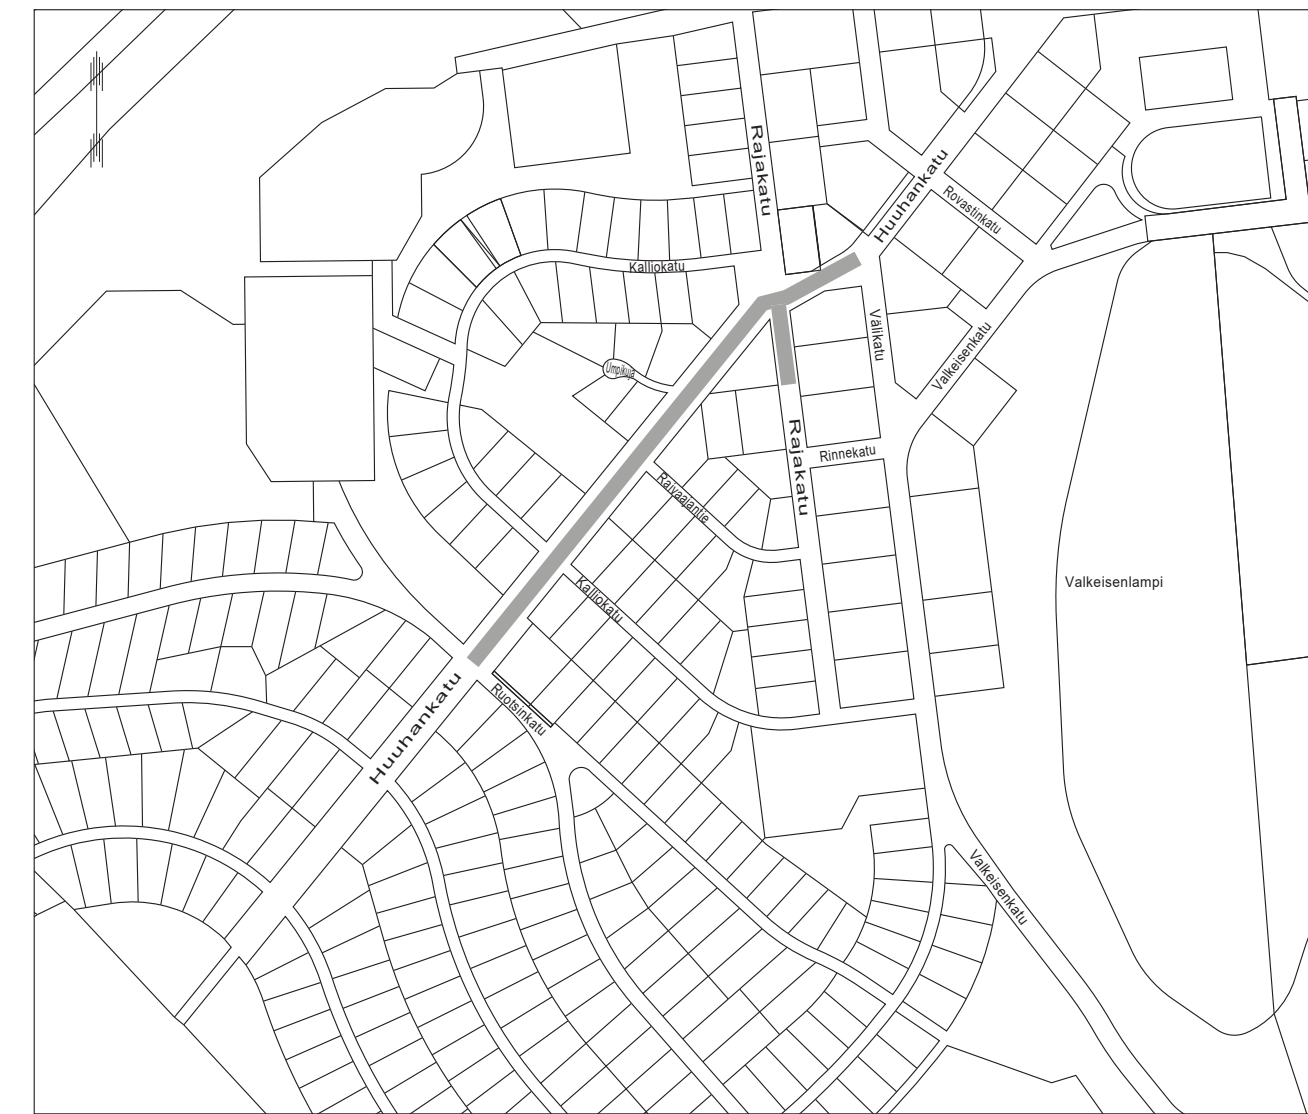 Rajakatu
Huuhankatu
Rovastinkatu
Kalliokatu
Välikatu
Valkeisenkatu
Umpikuja
Rajakatu
Rinnekatu
Raivaajantie
Valkeisenlampi
Kalliokatu
Huuhankatu
Ruotsinkatu
Valkeisenkatu